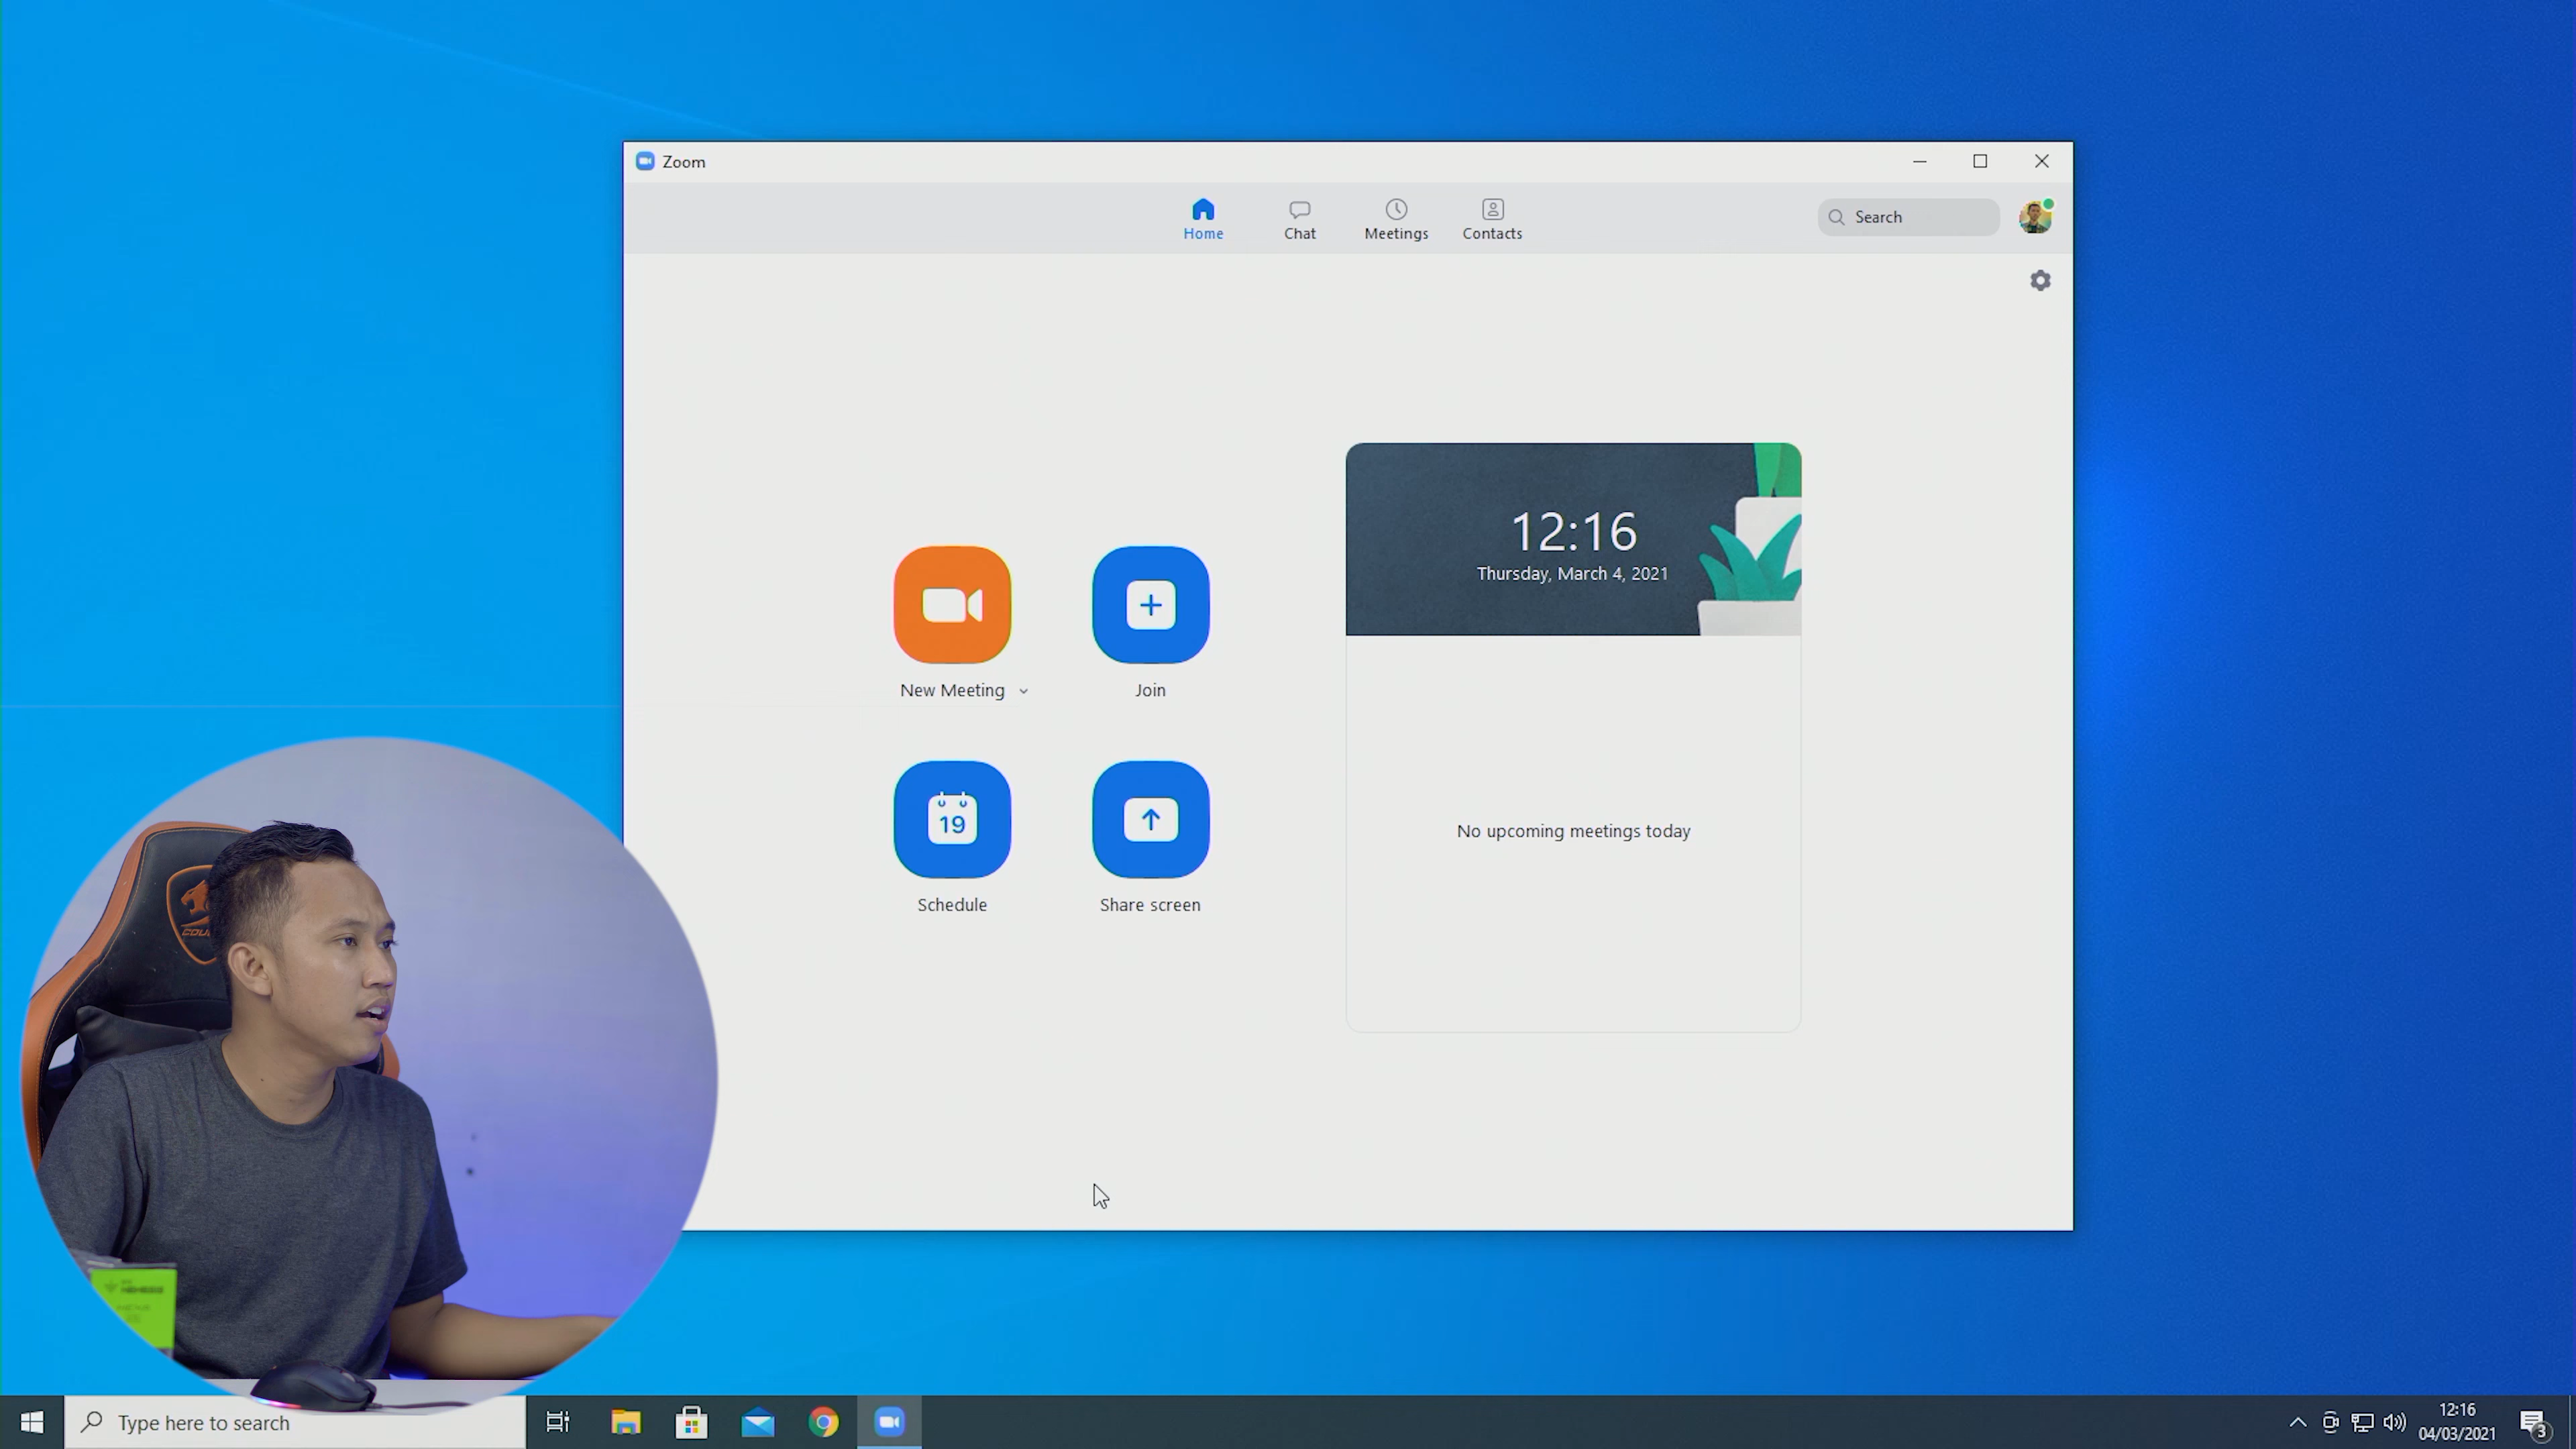 Zoom
Home
Chat
Meetings
Contacts
Search
12:16
Thursday, March 4, 2021
New Meeting
Join
19
Schedule
Share screen
No upcoming meetings today
Type here to search
12:16
04/03/2021
3